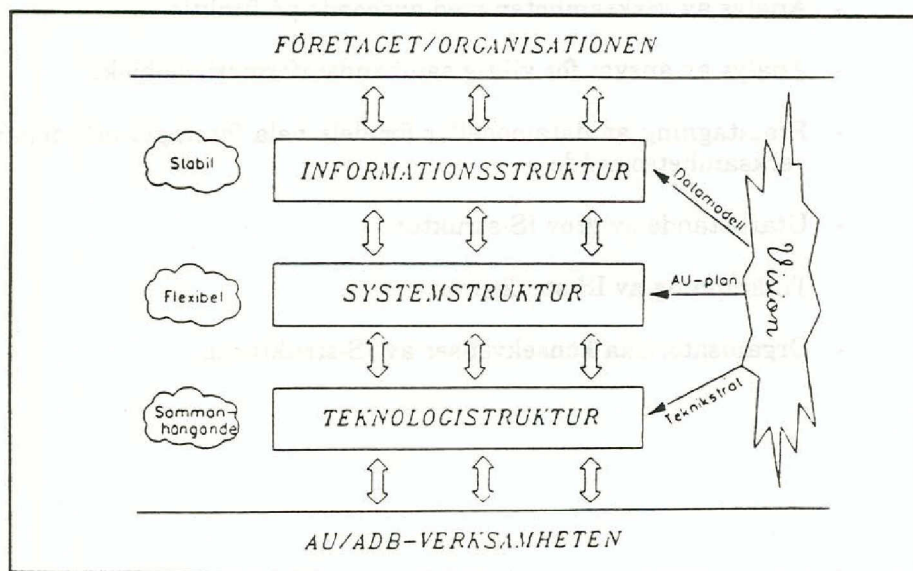 FÖRETAGET/ORGANISATIONEN
Stabil
INFORMATIONSSTRUKTUR
Datamodell
Flexibel
SYSTEMSTRUKTUR
AU-plan
Vision
Samman-
hängande
TEKNOLOGISTRUKTUR
Teknikstrat
AU/ADB-VERKSAMHETEN